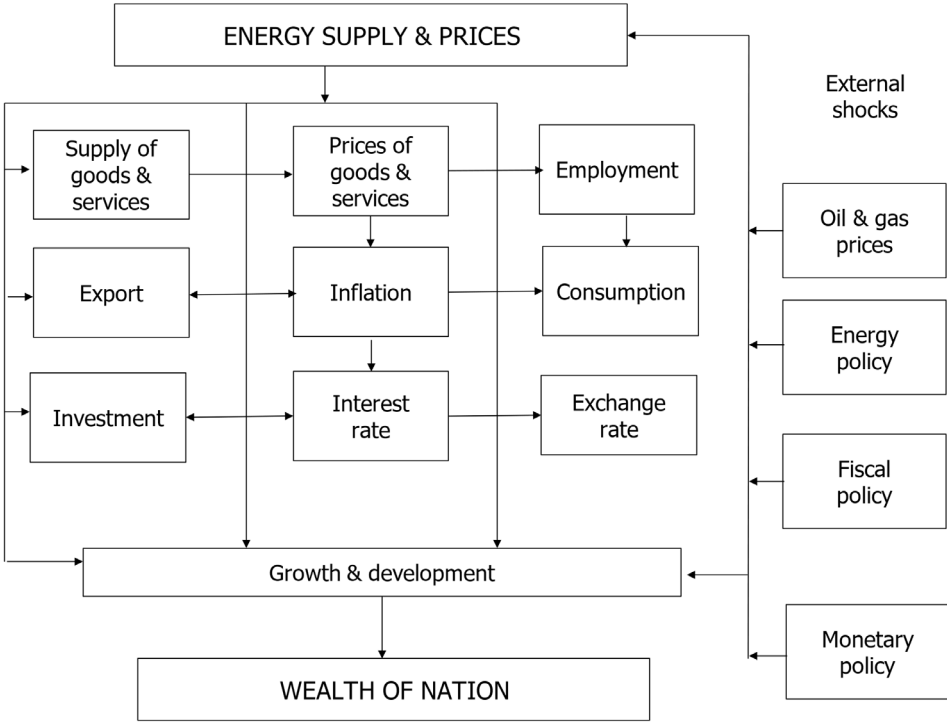 ENERGY SUPPLY & PRICES
External
shocks
Supply of
goods &
services
Prices of
goods &
services
Employment
Oil & gas
prices
Export
Inflation
Consumption
Energy
policy
Investment
Interest
rate
Exchange
rate
Fiscal
policy
Growth & development
Monetary
policy
WEALTH OF NATION